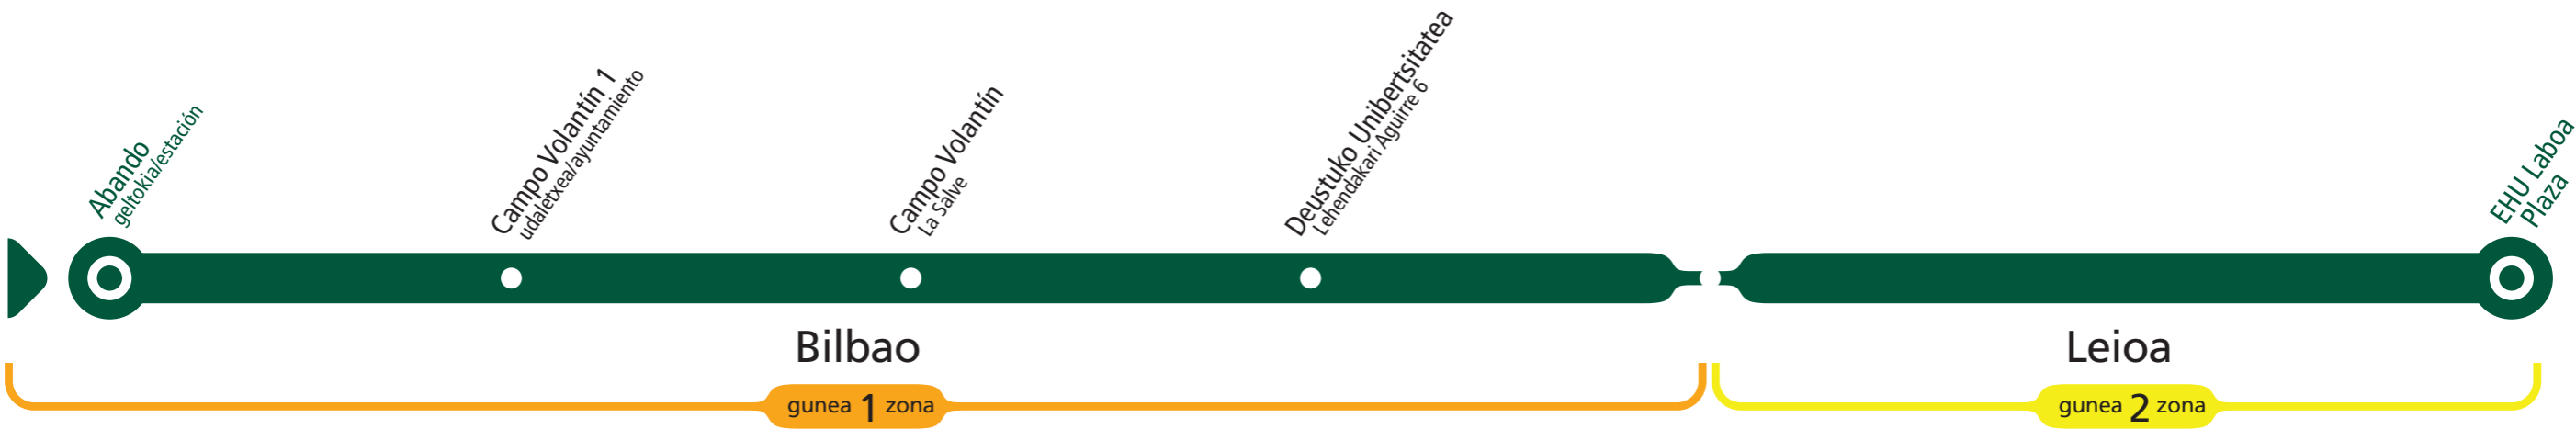 Abando
geltokia/estación
Campo Volantín 1
udaletxea/ayuntamiento
Campo Volantín
La Salve
Deustuko Unibertsitatea
Lehendakari Aguirre 6
EHU Laboa
Plaza
Bilbao
Leioa
gunea 1 zona
gunea 2 zona